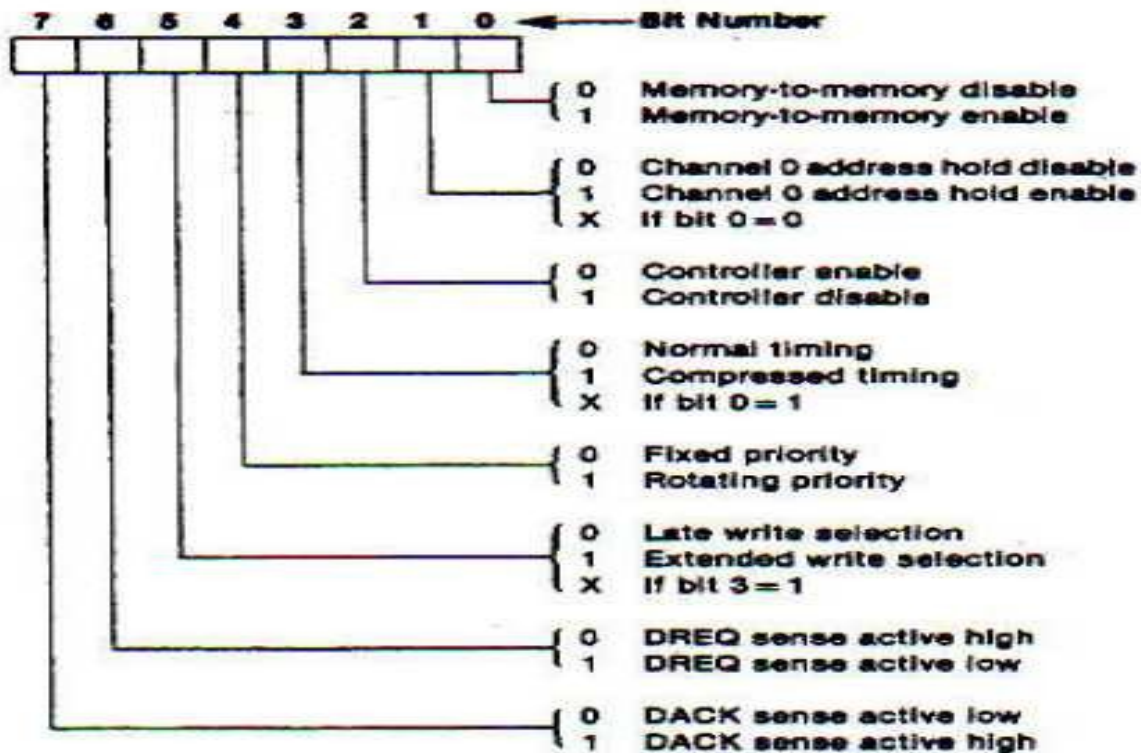 7 6 5 4 3 2 1 0 Bit Number
0 Memory-to-memory disable
1 Memory-to-memory enable
0 Channel 0 address hold disable
1 Channel 0 address hold enable
X If bit 0 = 0
0 Controller enable
1 Controller disable
0 Normal timing
1 Compressed timing
X If bit 0 = 1
0 Fixed priority
1 Rotating priority
0 Late write selection
1 Extended write selection
X If bit 3 = 1
0 DREQ sense active high
1 DREQ sense active low
0 DACK sense active low
1 DACK sense active high